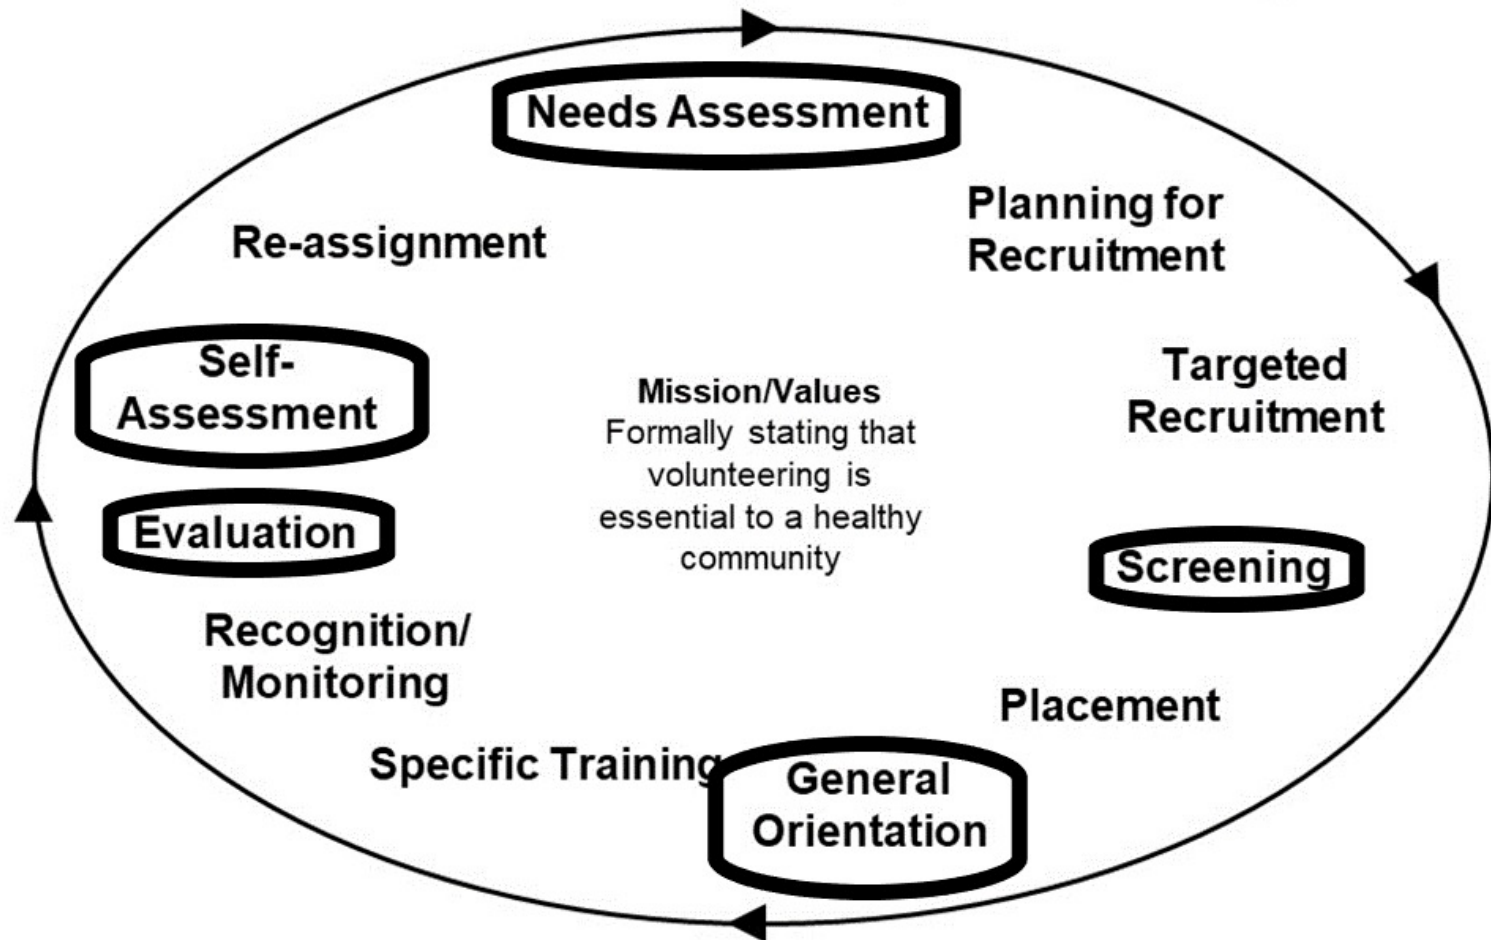 Needs Assessment
Planning for
Recruitment
Targeted
Recruitment
Screening
Placement
General
Orientation
Specific Training
Recognition/
Monitoring
Evaluation
Self-
Assessment
Re-assignment
Mission/Values
Formally stating that
volunteering is
essential to a healthy
community